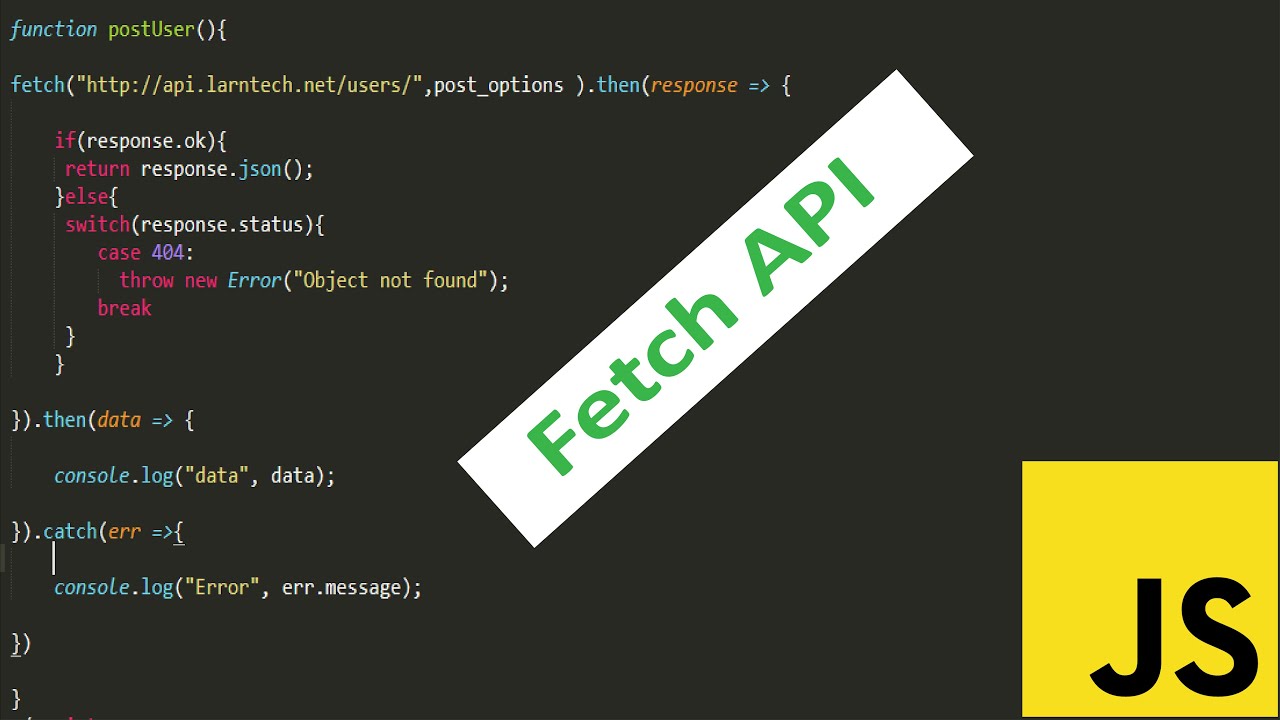 function postUser(){
fetch("http://api.larntech.net/users/",post_options ).then(response => {
if(response.ok){
return response.json();
}else{
switch(response.status){
case 404:
throw new Error("Object not found");
break
}
}
}).then(data => {
console.log("data", data);
}).catch(err =>{
console.log("Error", err.message);
})
}
Fetch API
JS